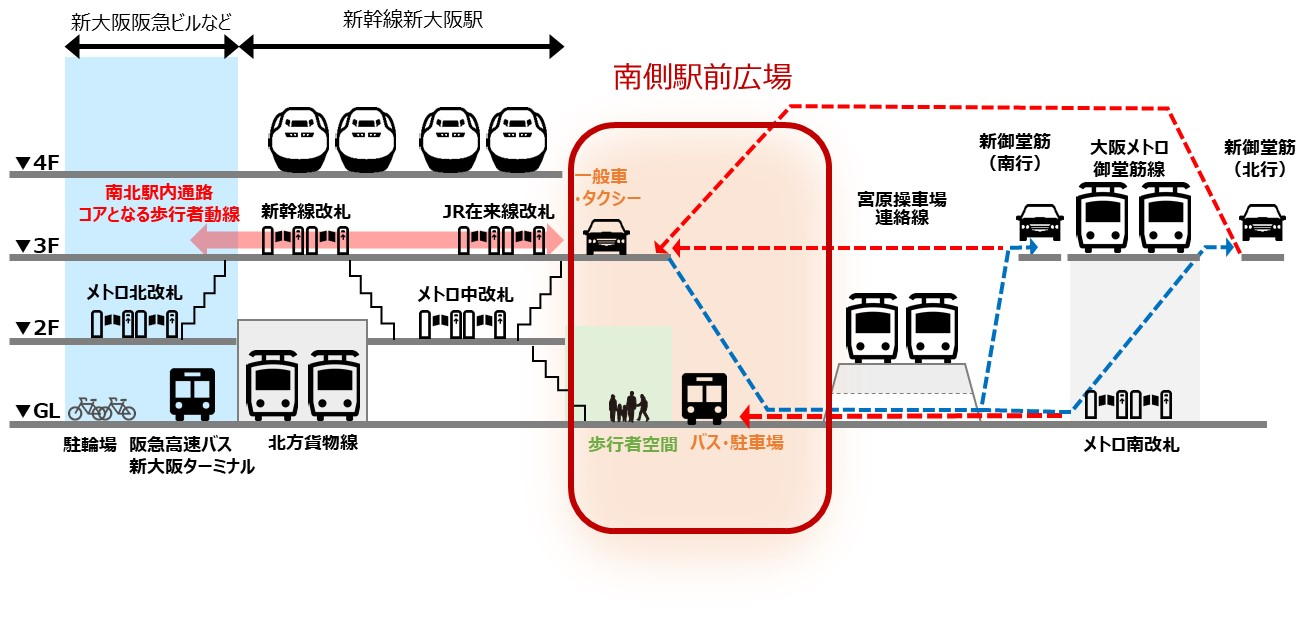 新大阪阪急ビルなど
新幹線新大阪駅
南側駅前広場
新御堂筋
(南行)
大阪メトロ
御堂筋線
新御堂筋
(北行)
▼4F
南北駅内通路
コアとなる歩行者動線
新幹線改札
JR在来線改札
一般車
・タクシー
宮原操車場
連絡線
▼3F
メトロ北改札
メトロ中改札
▼2F
▼GL
駐輪場
阪急高速バス
新大阪ターミナル
北方貨物線
歩行者空間
バス・駐車場
メトロ南改札